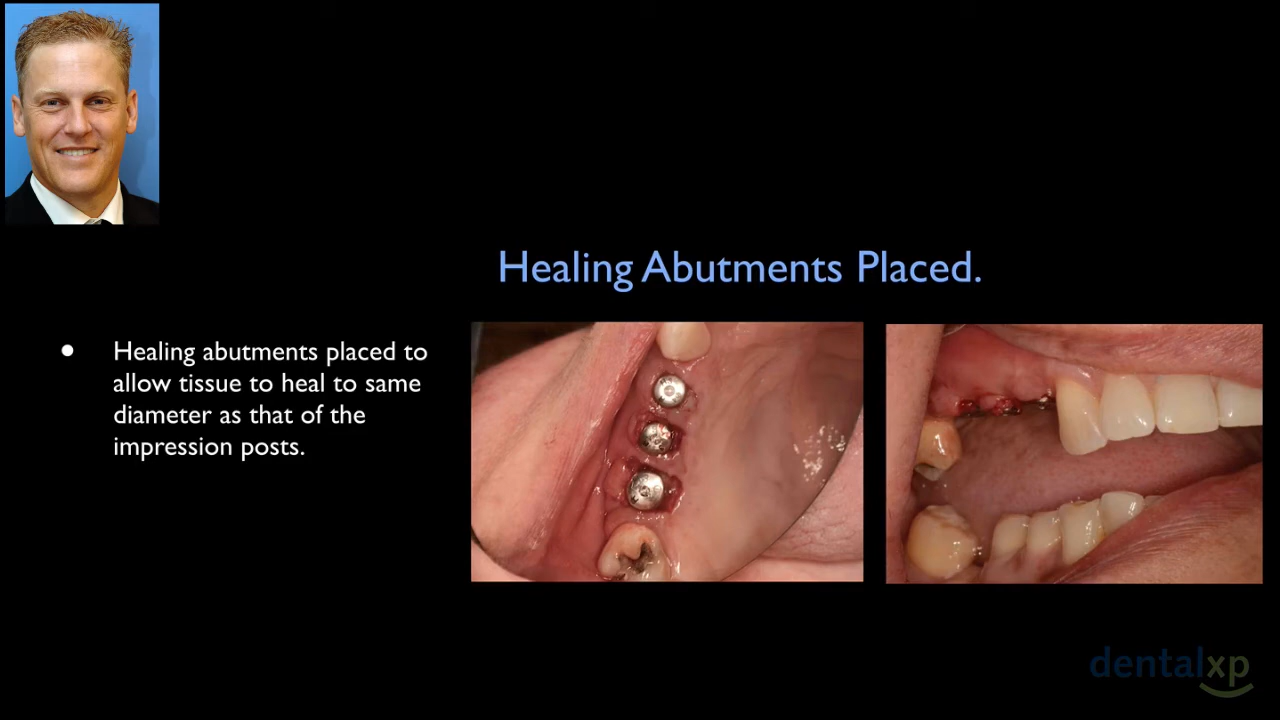 Healing Abutments Placed.
Healing abutments placed to
allow tissue to heal to same
diameter as that of the
impression posts.
dentalxp